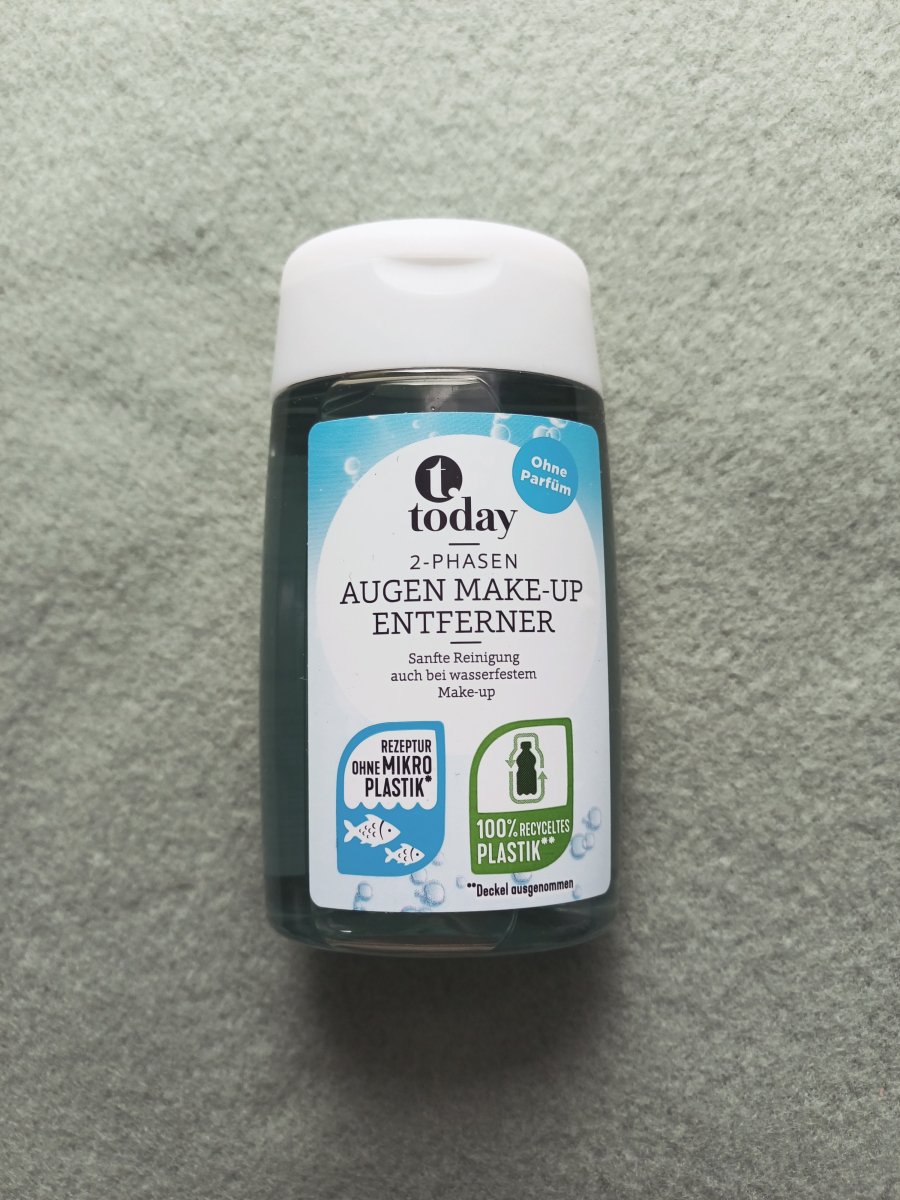 t.
today
Ohne
Parfüm
2-PHASEN
AUGEN MAKE-UP
ENTFERNER
Sanfte Reinigung
auch bei wasserfestem
Make-up
REZEPTUR
OHNE MIKRO
PLASTIK*
100% RECYCELTES
PLASTIK**
**Deckel ausgenommen